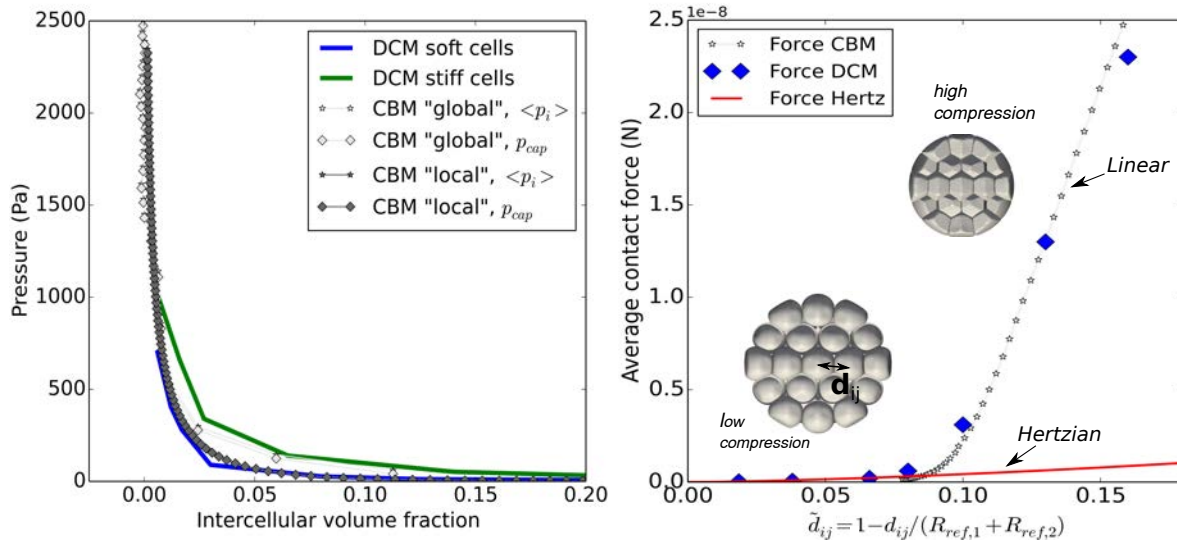 2500
2000
1500
1000
500
0
Pressure (Pa)
0.00 0.05 0.10 0.15 0.20
Intercellular volume fraction
DCM soft cells
DCM stiff cells
CBM "global", <p_i>
CBM "global", p_cap
CBM "local", <p_i>
CBM "local", p_cap
1e-8
2.5
2.0
1.5
1.0
0.5
0.0
Average contact force (N)
0.00 0.05 0.10 0.15
d̃_ij = 1−d_ij/(R_ref,1 + R_ref,2)
Force CBM
Force DCM
Force Hertz
high
compression
Linear
d_ij
low
compression
Hertzian